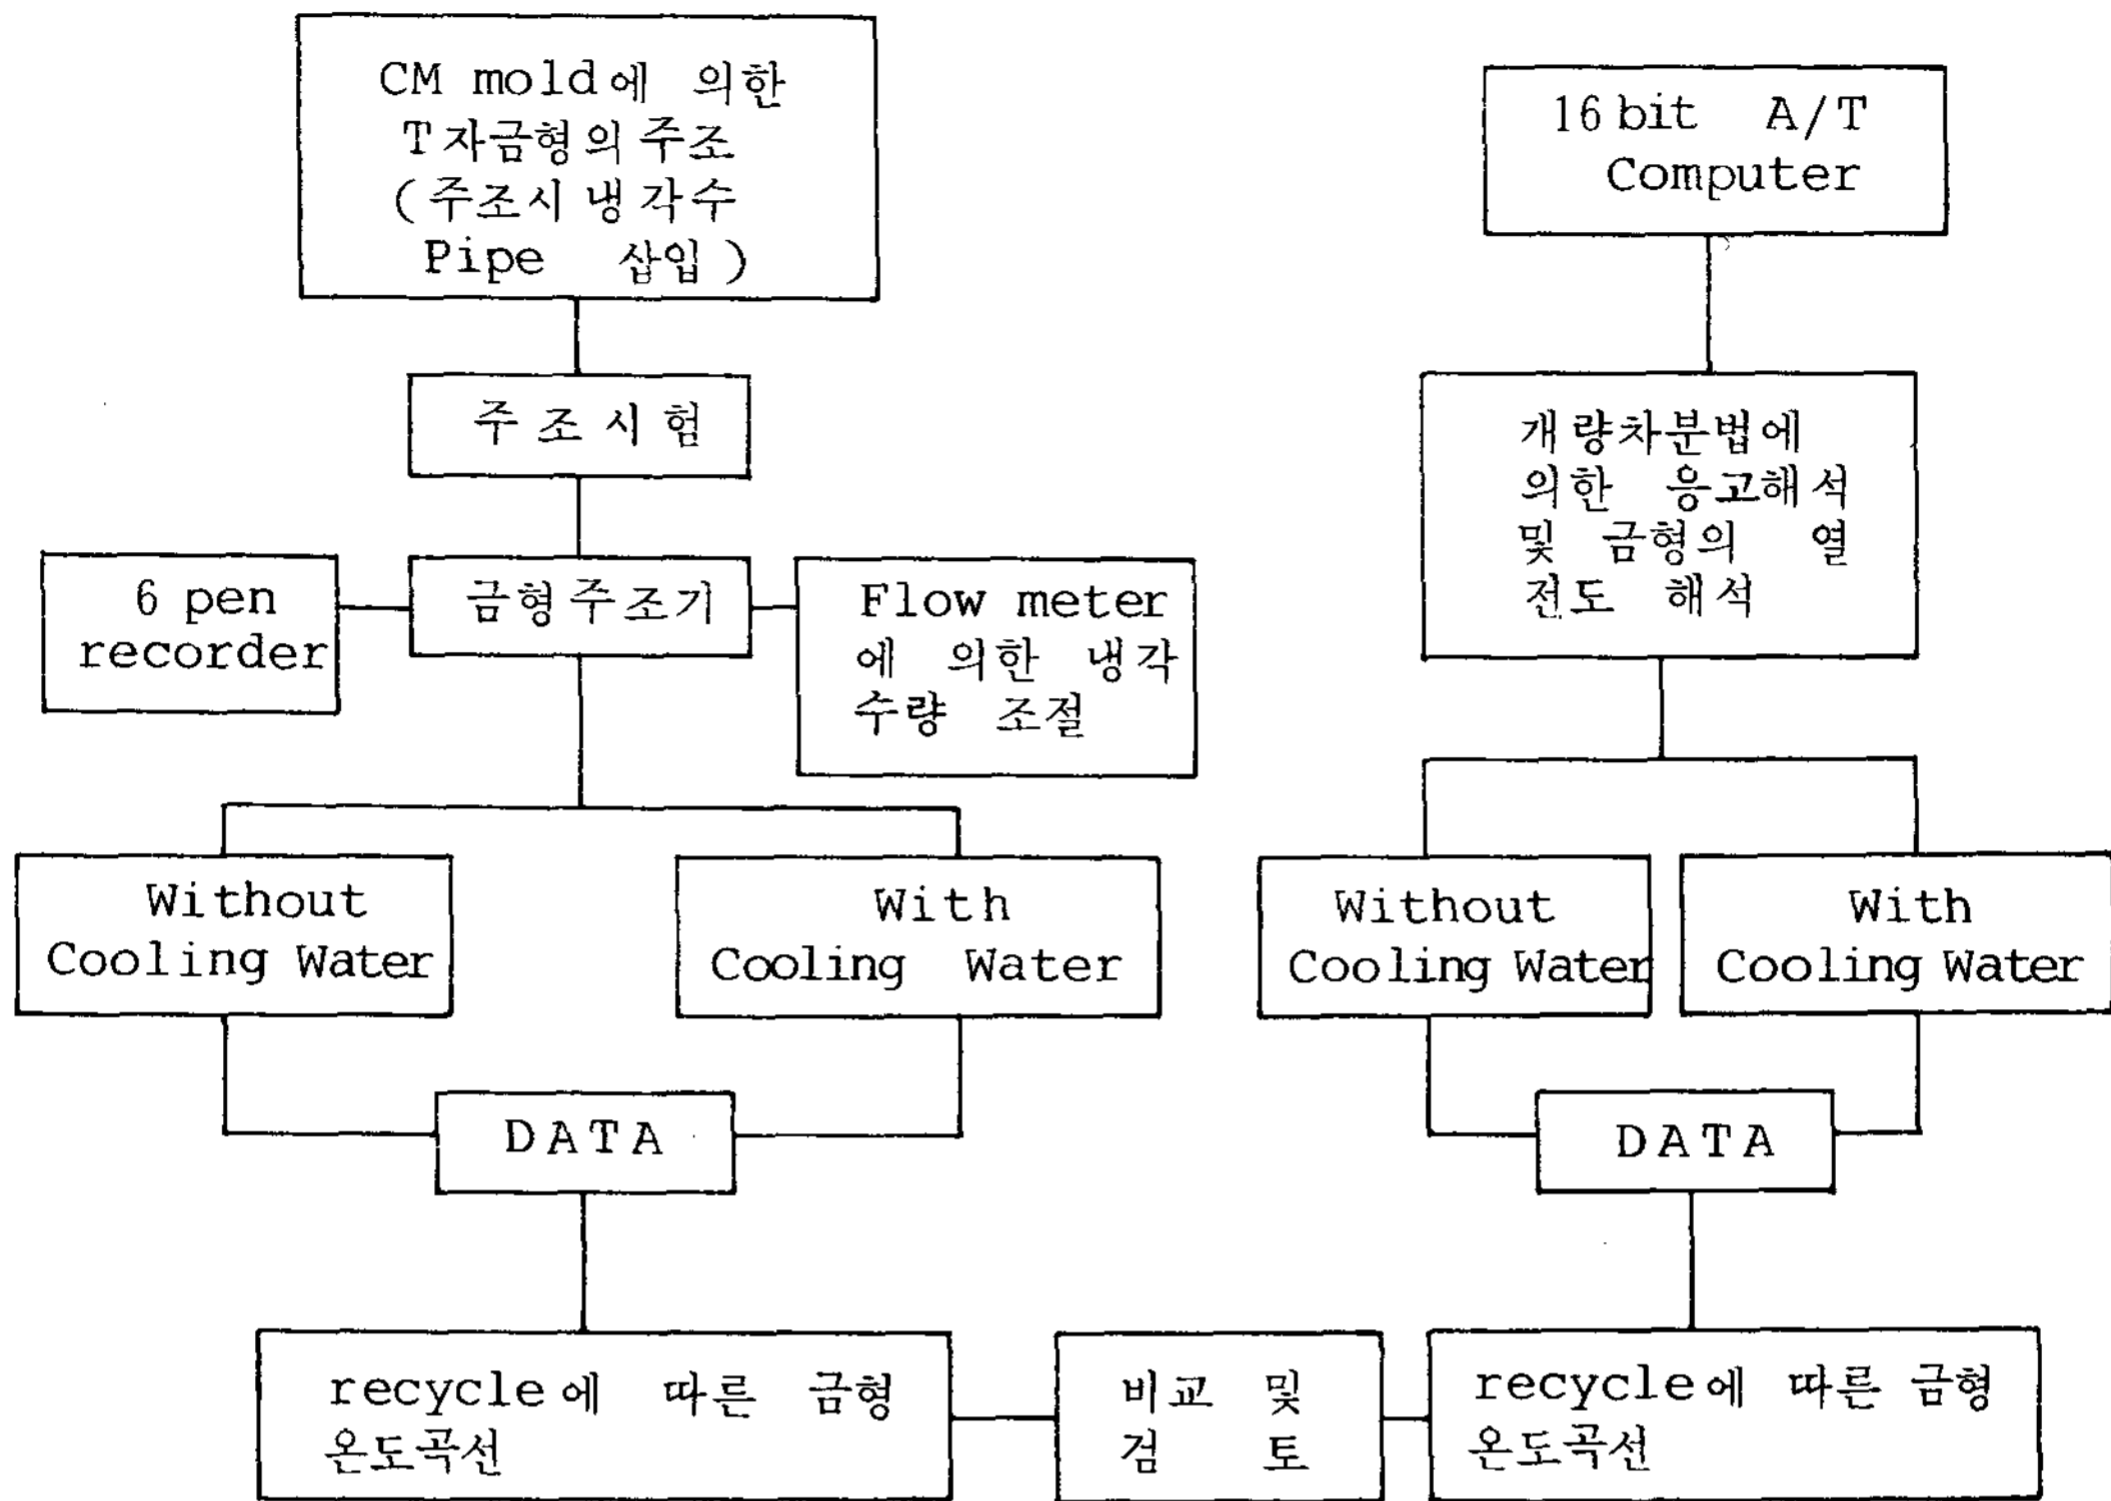 CM mold에 의한
T자금형의 주조
(주조시 냉각수
Pipe 삽입)
주조시험
6 pen
recorder
금형주조기
Flow meter
에 의한 냉각
수량 조절
Without
Cooling Water
With
Cooling Water
DATA
recycle에 따른 금형
온도곡선
비교 및
검 토
16 bit A/T
Computer
개량차분법에
의한 응고해석
및 금형의 열
전도 해석
Without
Cooling Water
With
Cooling Water
DATA
recycle에 따른 금형
온도곡선